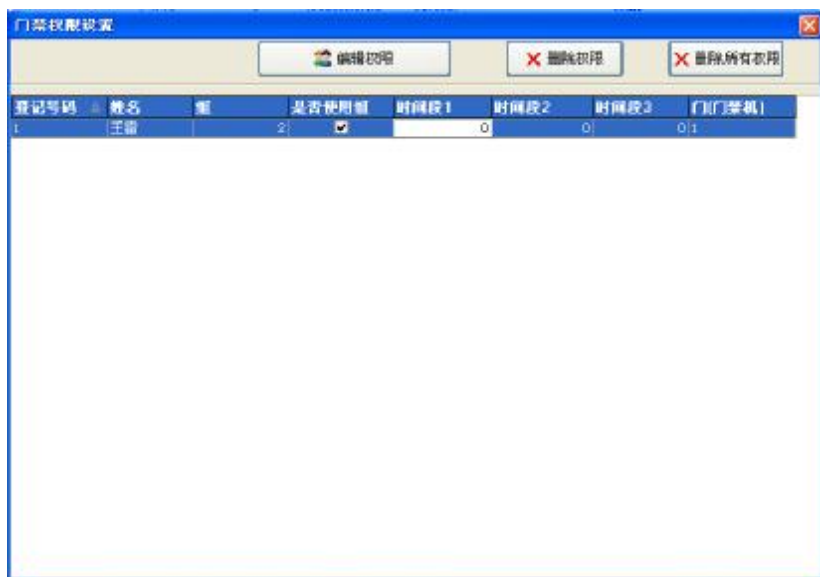 门禁权限设置
编辑权限 删除权限 删除所有权限
登记号码 姓名 组 是否使用组 时间段1 时间段2 时间段3 门(门禁机)
1 王雷 2 0 0 0 1